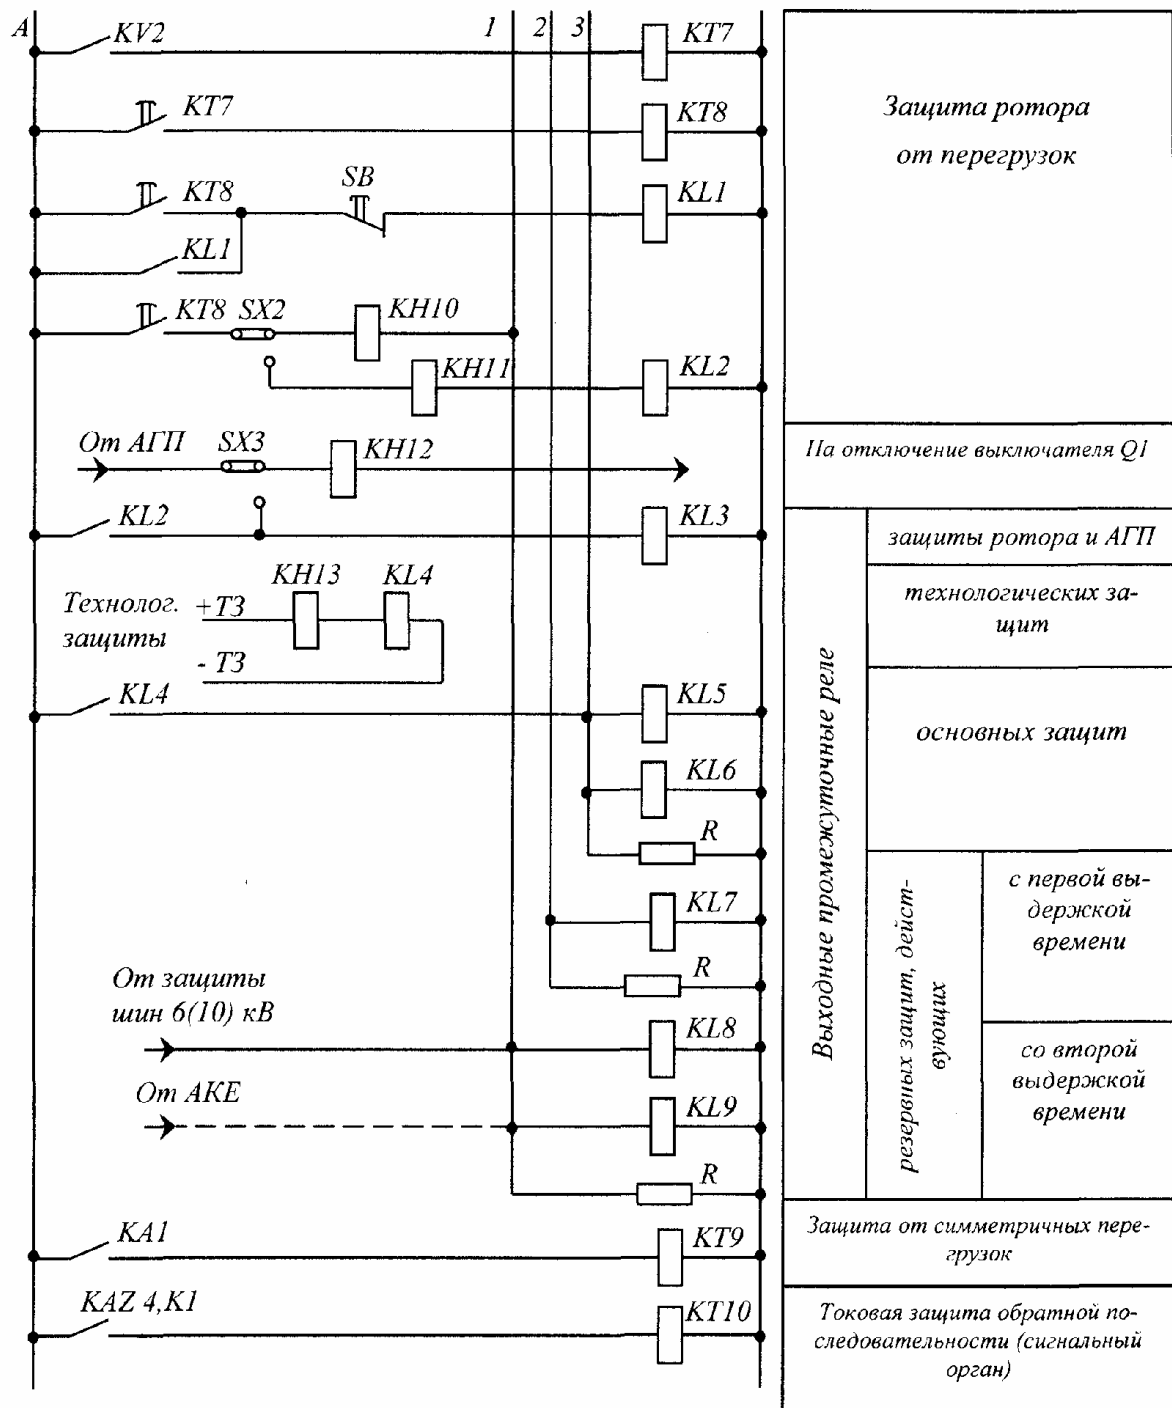 A KV2 1 2 3 KT7
KT7 KT8
KT8 SB KL1
KL1
KT8 SX2 KH10
KH11 KL2
Защита ротора
от перегрузок
От АГП SX3 KH12
На отключение выключателя Q1
KL2 KL3
защиты ротора и АГП
KH13 KL4
Технолог. +ТЗ
защиты
- ТЗ
технологических за-
щит
KL4 KL5
KL6
R
основных защит
Выходные промежуточные реле
KL7
R
резервных защит, дейст-
вующих
с первой вы-
держкой
времени
От защиты
шин 6(10) кВ
KL8
От АКЕ KL9
R
со второй
выдержкой
времени
KA1 KT9
Защита от симметричных пере-
грузок
KAZ 4,K1 KT10
Токовая защита обратной по-
следовательности (сигнальный
орган)